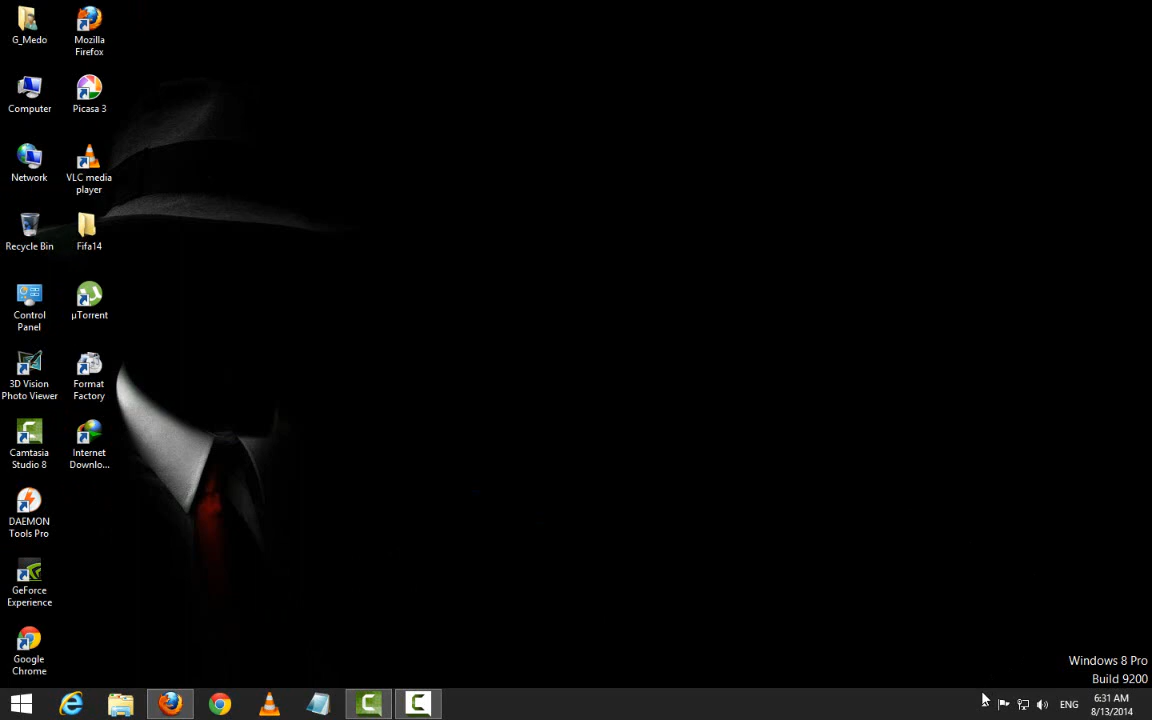 G_Medo
Mozilla
Firefox
Computer
Picasa 3
Network
VLC media
player
Recycle Bin
Fifa14
Control
Panel
µTorrent
3D Vision
Photo Viewer
Format
Factory
Camtasia
Studio 8
Internet
Downlo...
DAEMON
Tools Pro
GeForce
Experience
Google
Chrome
Windows 8 Pro
Build 9200
ENG
6:31 AM
8/13/2014